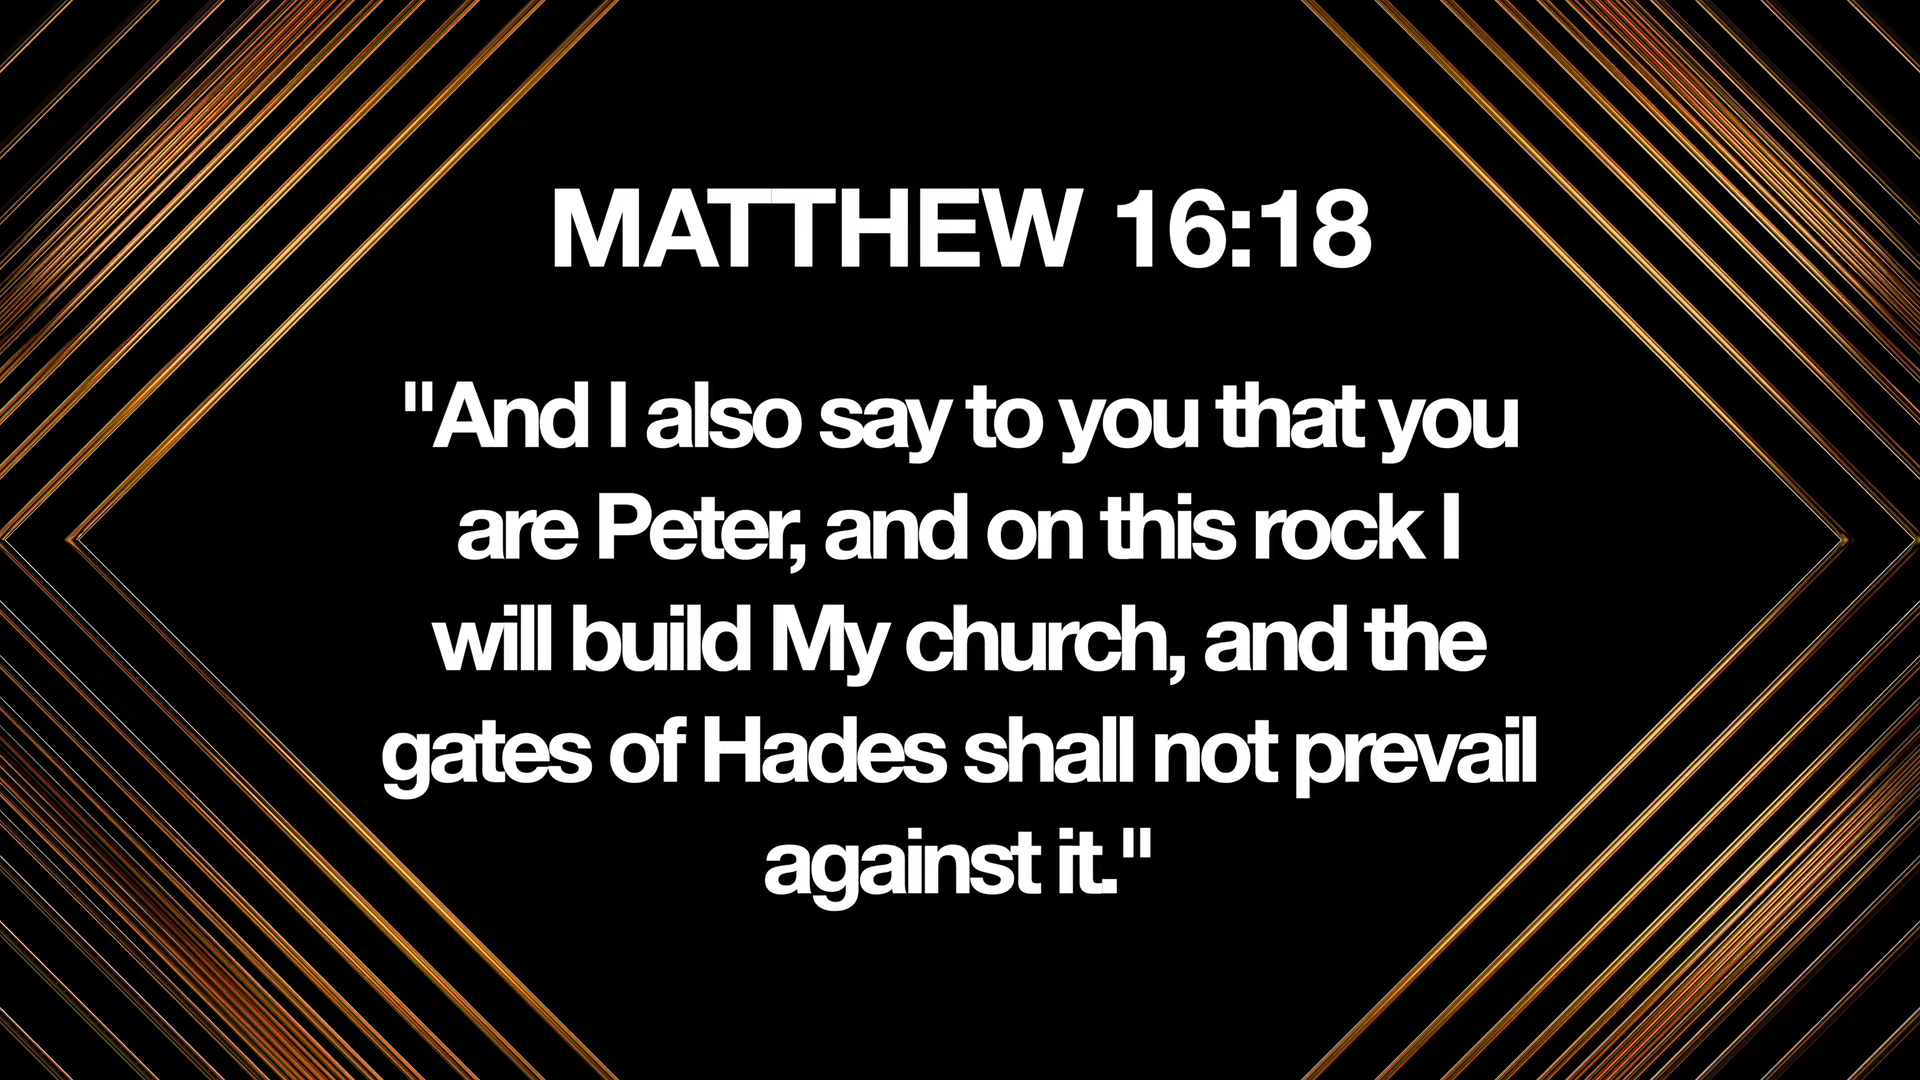 MATTHEW 16:18
"And I also say to you that you
are Peter, and on this rock I
will build My church, and the
gates of Hades shall not prevail
against it."